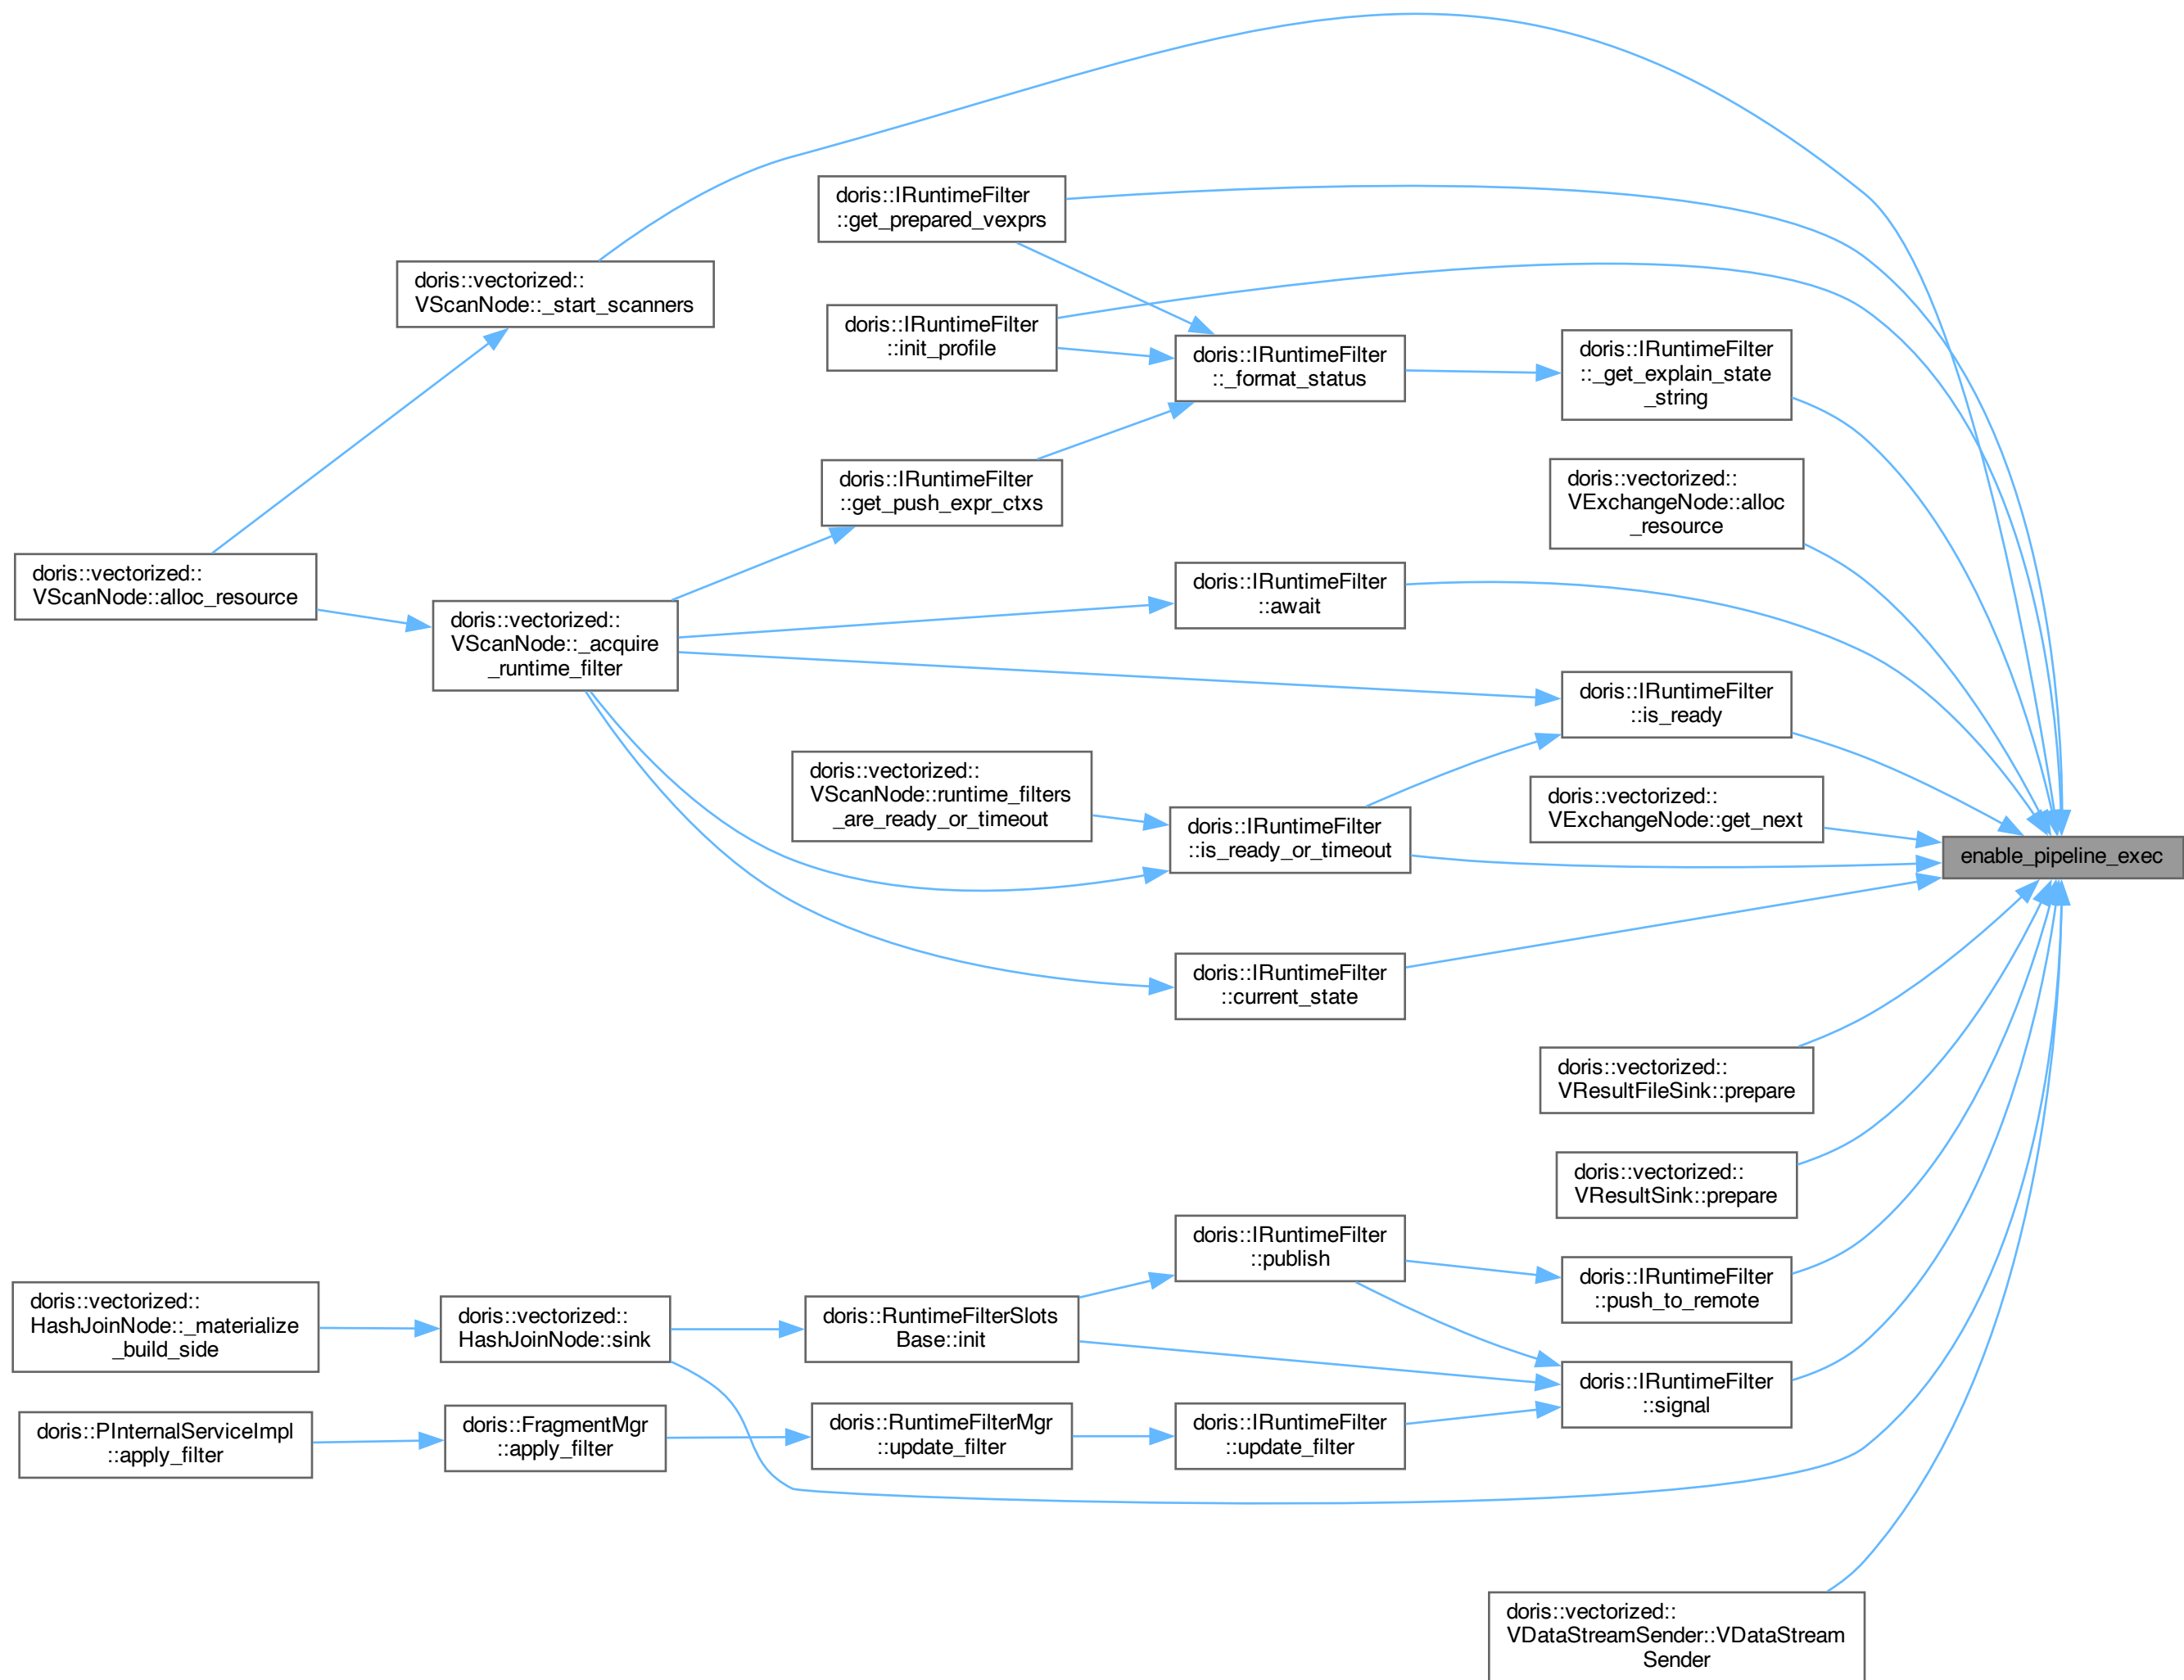 doris::IRuntimeFilter
::get_prepared_vexprs
doris::vectorized::
VScanNode::_start_scanners
doris::IRuntimeFilter
::init_profile
doris::IRuntimeFilter
::_format_status
doris::IRuntimeFilter
::_get_explain_state
_string
doris::IRuntimeFilter
::get_push_expr_ctxs
doris::vectorized::
VExchangeNode::alloc
_resource
doris::vectorized::
VScanNode::alloc_resource
doris::vectorized::
VScanNode::_acquire
_runtime_filter
doris::IRuntimeFilter
::await
doris::IRuntimeFilter
::is_ready
doris::vectorized::
VScanNode::runtime_filters
_are_ready_or_timeout
doris::IRuntimeFilter
::is_ready_or_timeout
doris::vectorized::
VExchangeNode::get_next
enable_pipeline_exec
doris::IRuntimeFilter
::current_state
doris::vectorized::
VResultFileSink::prepare
doris::vectorized::
VResultSink::prepare
doris::IRuntimeFilter
::publish
doris::IRuntimeFilter
::push_to_remote
doris::vectorized::
HashJoinNode::_materialize
_build_side
doris::vectorized::
HashJoinNode::sink
doris::RuntimeFilterSlots
Base::init
doris::IRuntimeFilter
::signal
doris::PInternalServiceImpl
::apply_filter
doris::FragmentMgr
::apply_filter
doris::RuntimeFilterMgr
::update_filter
doris::IRuntimeFilter
::update_filter
doris::vectorized::
VDataStreamSender::VDataStream
Sender